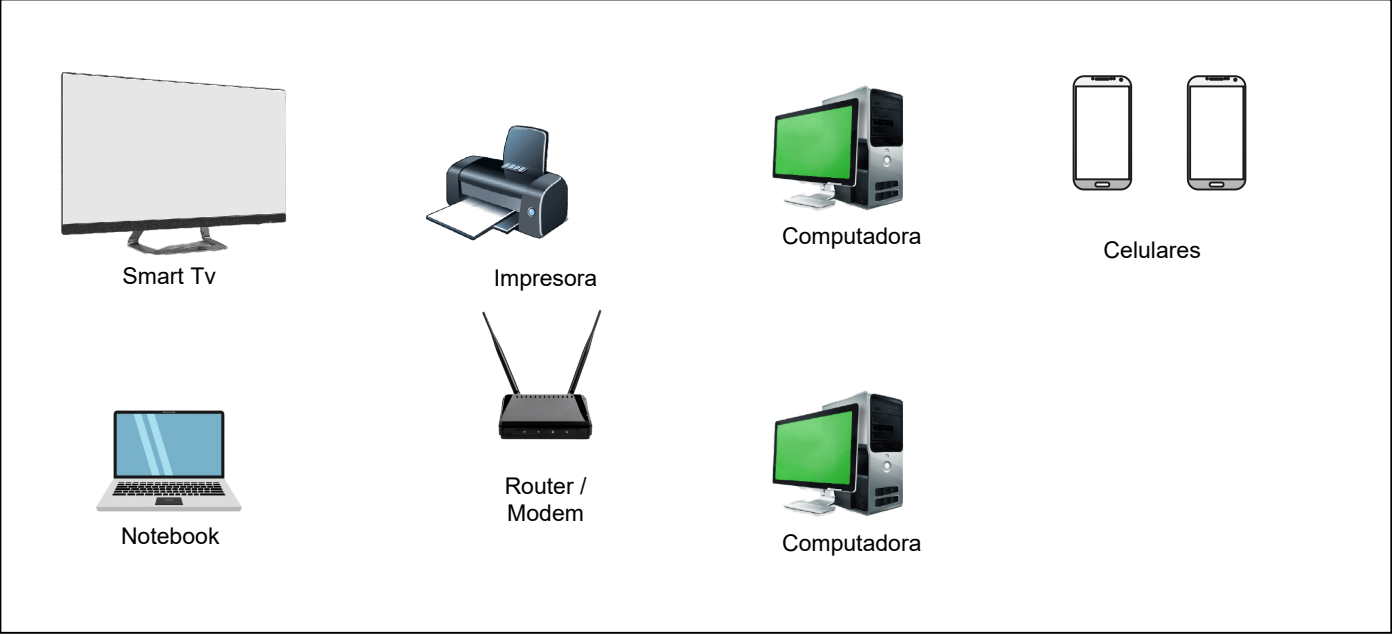 Smart Tv
Impresora
Computadora
Celulares
Notebook
Router /
Modem
Computadora